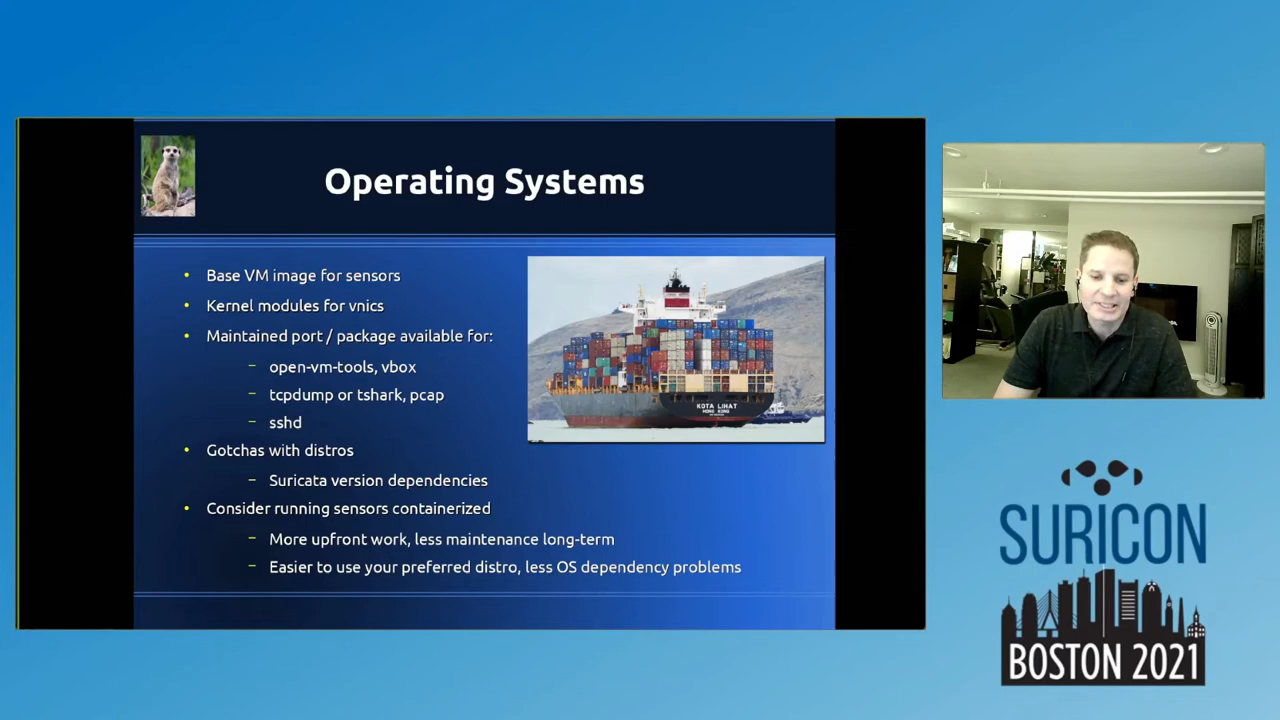 Operating Systems
• Base VM image for sensors
• Kernel modules for vnics
• Maintained port / package available for:
– open-vm-tools, vbox
– tcpdump or tshark, pcap
– sshd
• Gotchas with distros
– Suricata version dependencies
• Consider running sensors containerized
– More upfront work, less maintenance long-term
– Easier to use your preferred distro, less OS dependency problems
KOTA LIHAT
HONG KONG
SURICON
BOSTON 2021